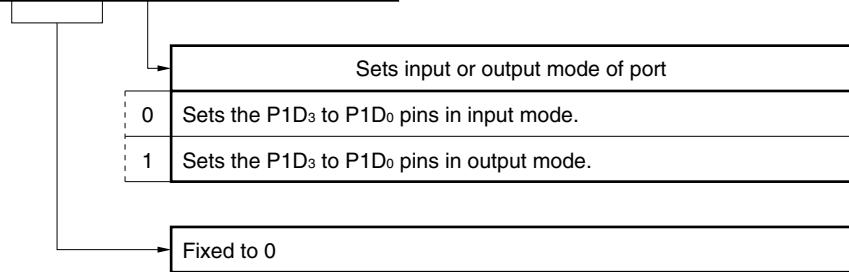 Sets input or output mode of port
0 Sets the P1D₃ to P1D₀ pins in input mode.
1 Sets the P1D₃ to P1D₀ pins in output mode.
Fixed to 0